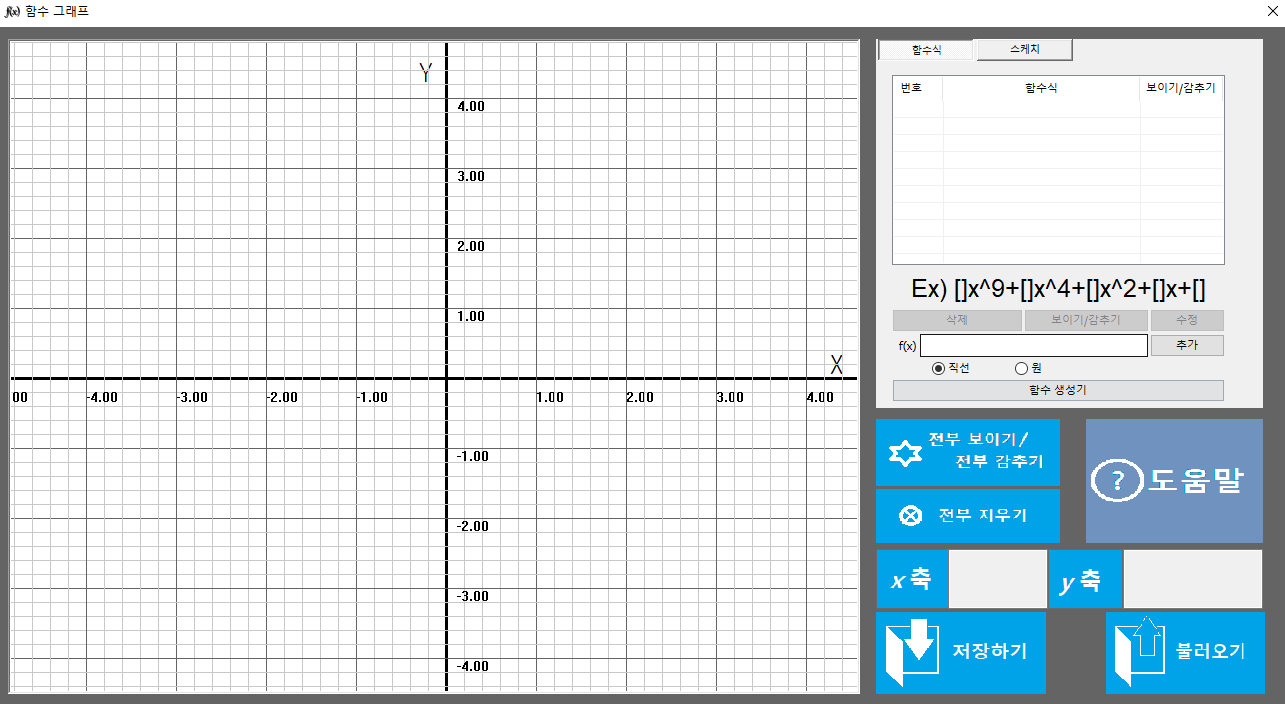 f(x) 함수 그래프
Y
4.00
3.00
2.00
1.00
X
00 -4.00 -3.00 -2.00 -1.00 1.00 2.00 3.00 4.00
-1.00
-2.00
-3.00
-4.00
함수식 스케치
번호 함수식 보이기/감추기
Ex) []x^9+[]x^4+[]x^2+[]x+[]
삭제 보이기/감추기 수정
f(x) 추가
직선 원
함수 생성기
전부 보이기/
전부 감추기
? 도움말
전부 지우기
x 축 y 축
저장하기 불러오기